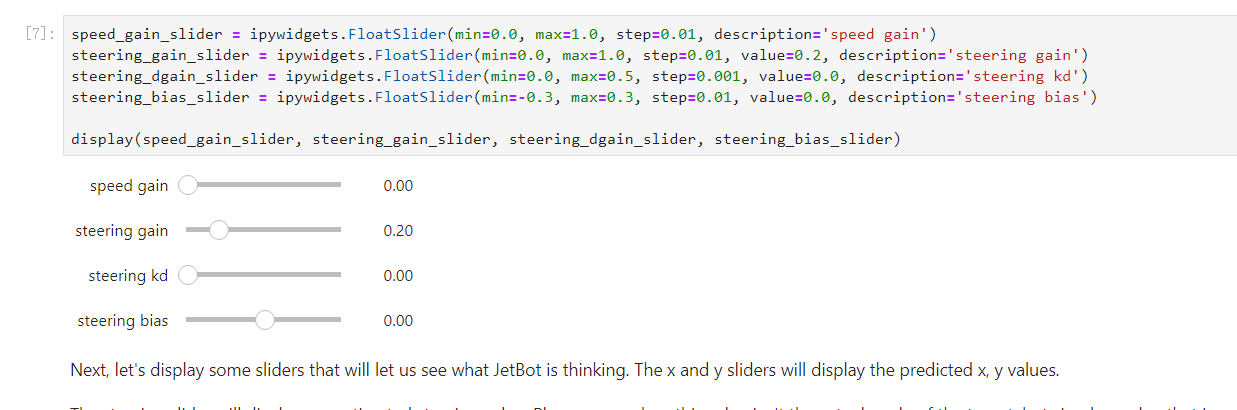 [7]:
speed_gain_slider = ipywidgets.FloatSlider(min=0.0, max=1.0, step=0.01, description='speed gain')
steering_gain_slider = ipywidgets.FloatSlider(min=0.0, max=1.0, step=0.01, value=0.2, description='steering gain')
steering_dgain_slider = ipywidgets.FloatSlider(min=0.0, max=0.5, step=0.001, value=0.0, description='steering kd')
steering_bias_slider = ipywidgets.FloatSlider(min=-0.3, max=0.3, step=0.01, value=0.0, description='steering bias')
display(speed_gain_slider, steering_gain_slider, steering_dgain_slider, steering_bias_slider)
speed gain 0.00
steering gain 0.20
steering kd 0.00
steering bias 0.00
Next, let's display some sliders that will let us see what JetBot is thinking. The x and y sliders will display the predicted x, y values.